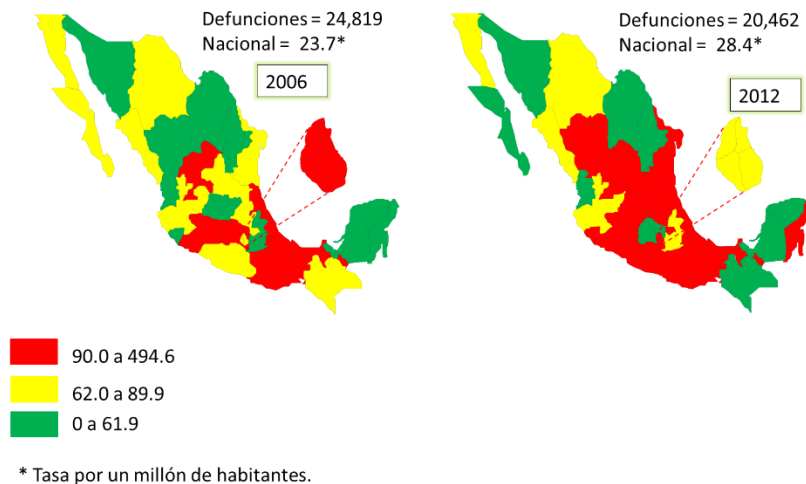 Defunciones = 24,819
Nacional = 23.7*
2006
Defunciones = 20,462
Nacional = 28.4*
2012
90.0 a 494.6
62.0 a 89.9
0 a 61.9
* Tasa por un millón de habitantes.